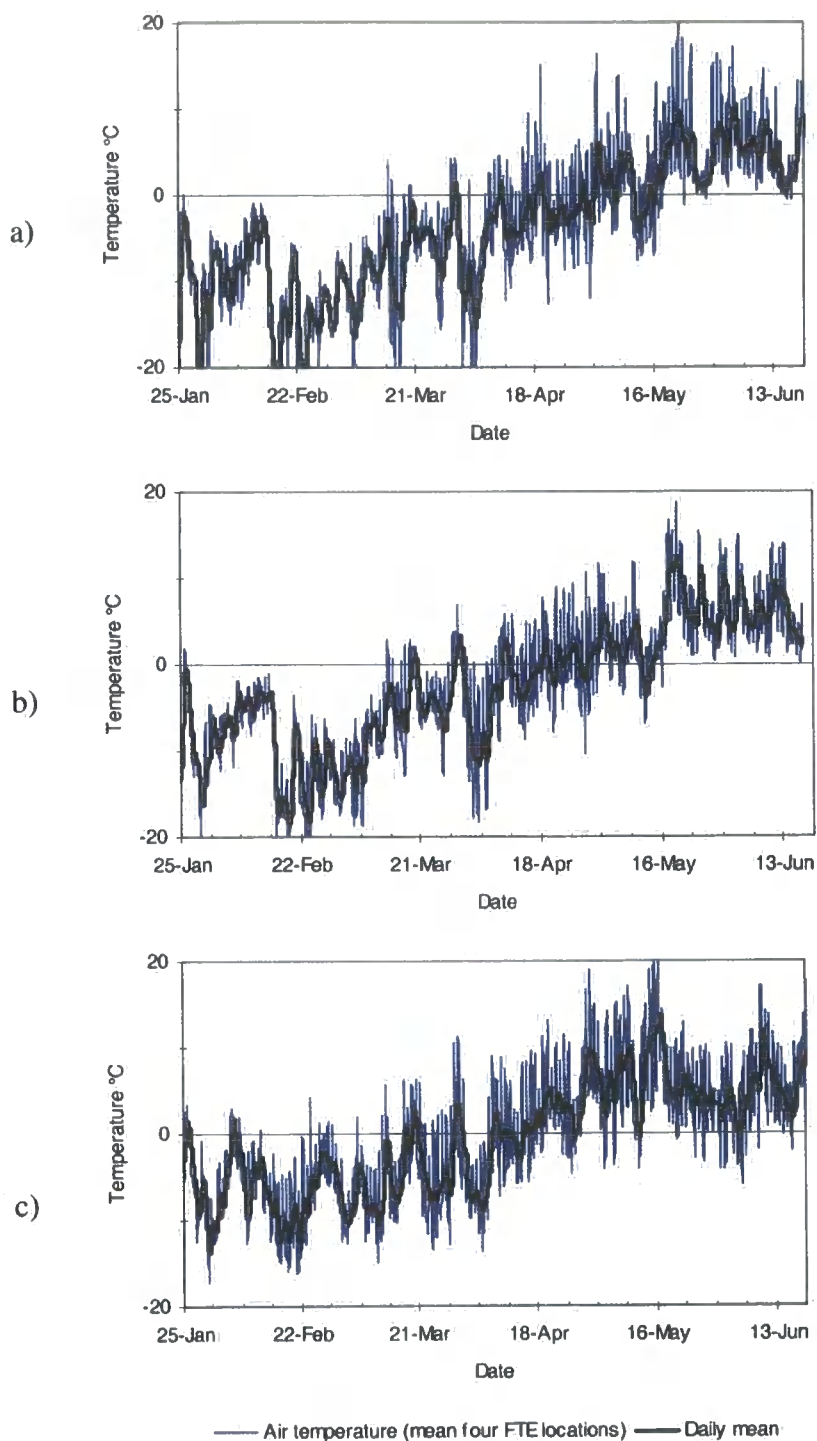 a)
Temperature °C
20
0
-20
25-Jan 22-Feb 21-Mar 18-Apr 16-May 13-Jun
Date
b)
Temperature °C
20
0
-20
25-Jan 22-Feb 21-Mar 18-Apr 16-May 13-Jun
Date
c)
Temperature °C
20
0
-20
25-Jan 22-Feb 21-Mar 18-Apr 16-May 13-Jun
Date
Air temperature (mean four FTE locations) Daily mean